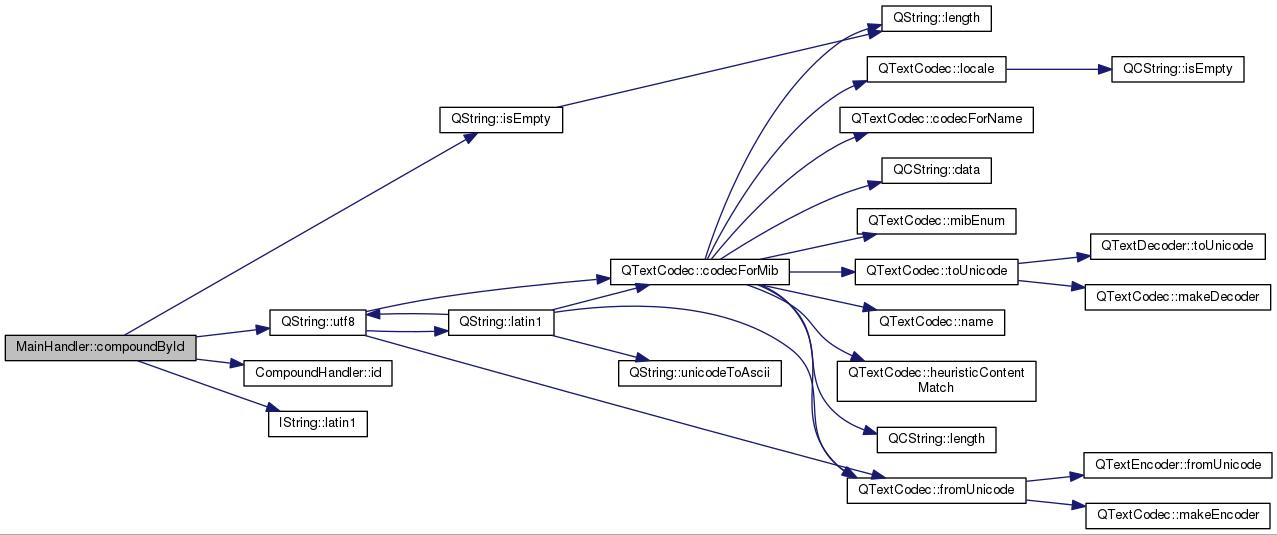 QString::length
QTextCodec::locale
QCString::isEmpty
QString::isEmpty
QTextCodec::codecForName
QCString::data
QTextCodec::mibEnum
QTextDecoder::toUnicode
QTextCodec::codecForMib
QTextCodec::toUnicode
QTextCodec::makeDecoder
QString::utf8
QString::latin1
QTextCodec::name
MainHandler::compoundById
CompoundHandler::id
QString::unicodeToAscii
QTextCodec::heuristicContent
Match
IString::latin1
QCString::length
QTextEncoder::fromUnicode
QTextCodec::fromUnicode
QTextCodec::makeEncoder